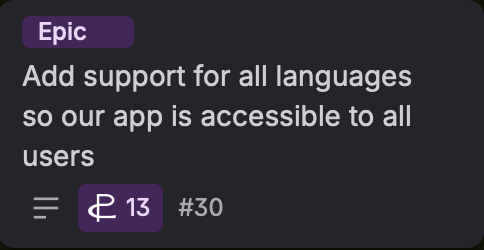 Epic
Add support for all languages
so our app is accessible to all
users
13 #30